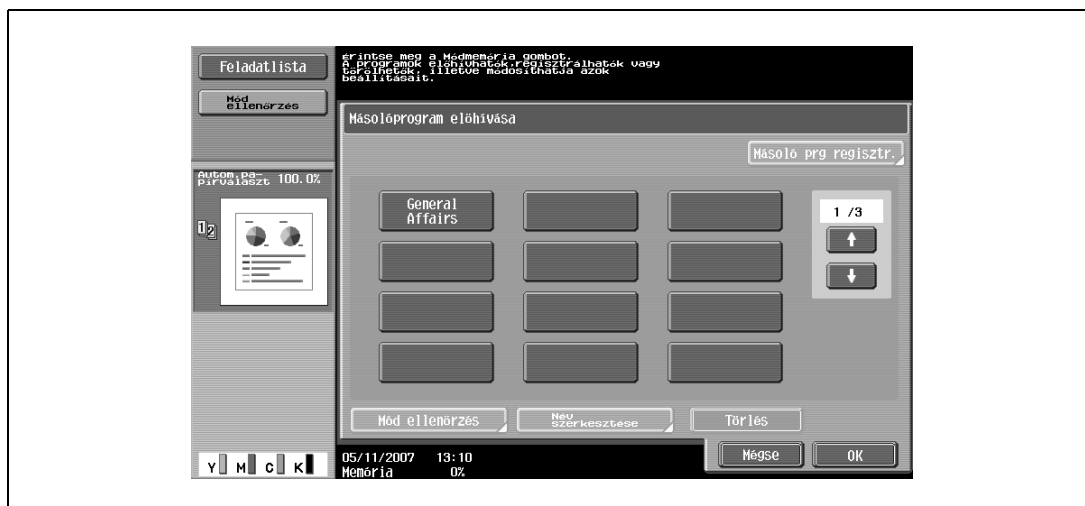 Feladatlista
Mód
ellenőrzés
érintse meg a Módmemória gombot.
A programok előhívhatók,regisztrálhatók vagy
törölhetők, illetve módosíthatja azok
beállításait.
Másolóprogram előhívása
Másoló prg regisztr.
Autom.pa-
pírválaszt 100.0%
1 2
General
Affairs
1 /3
Mód ellenőrzés
Név
szerkesztése
Törlés
Mégse
OK
Y M C K
05/11/2007 13:10
Memória 0%